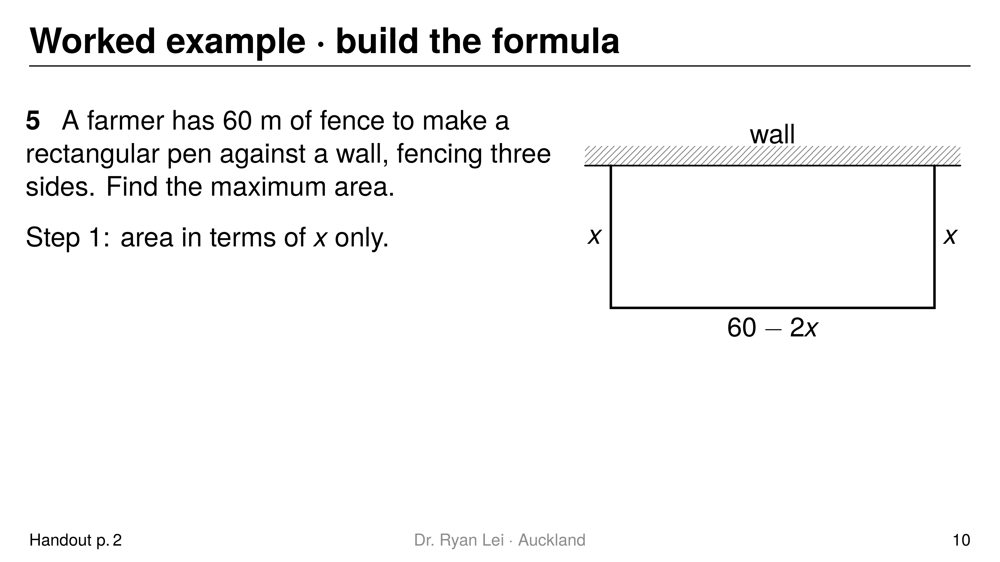 Worked example · build the formula
5 A farmer has 60 m of fence to make a
rectangular pen against a wall, fencing three
sides. Find the maximum area.
Step 1: area in terms of x only.
wall
x
x
60 − 2x
Handout p. 2
Dr. Ryan Lei · Auckland
10